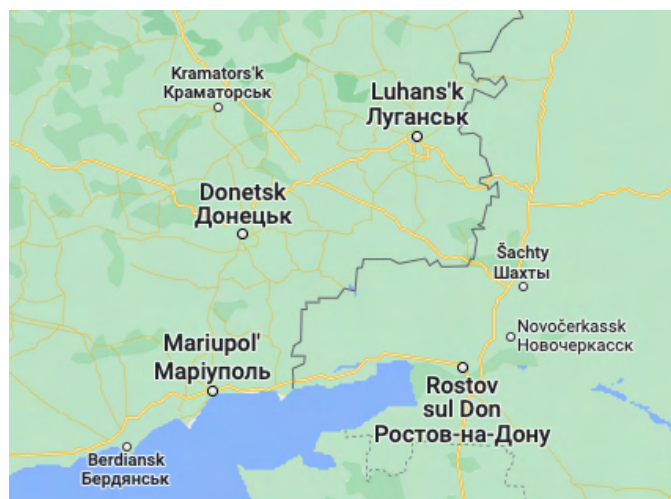 Kramators'k
Краматорськ
Luhans'k
Луганськ
Donetsk
Донецьк
Šachty
Шахты
Novočerkassk
Новочеркасск
Mariupol'
Маріуполь
Rostov
sul Don
Ростов-на-Дону
Berdiansk
Бердянськ